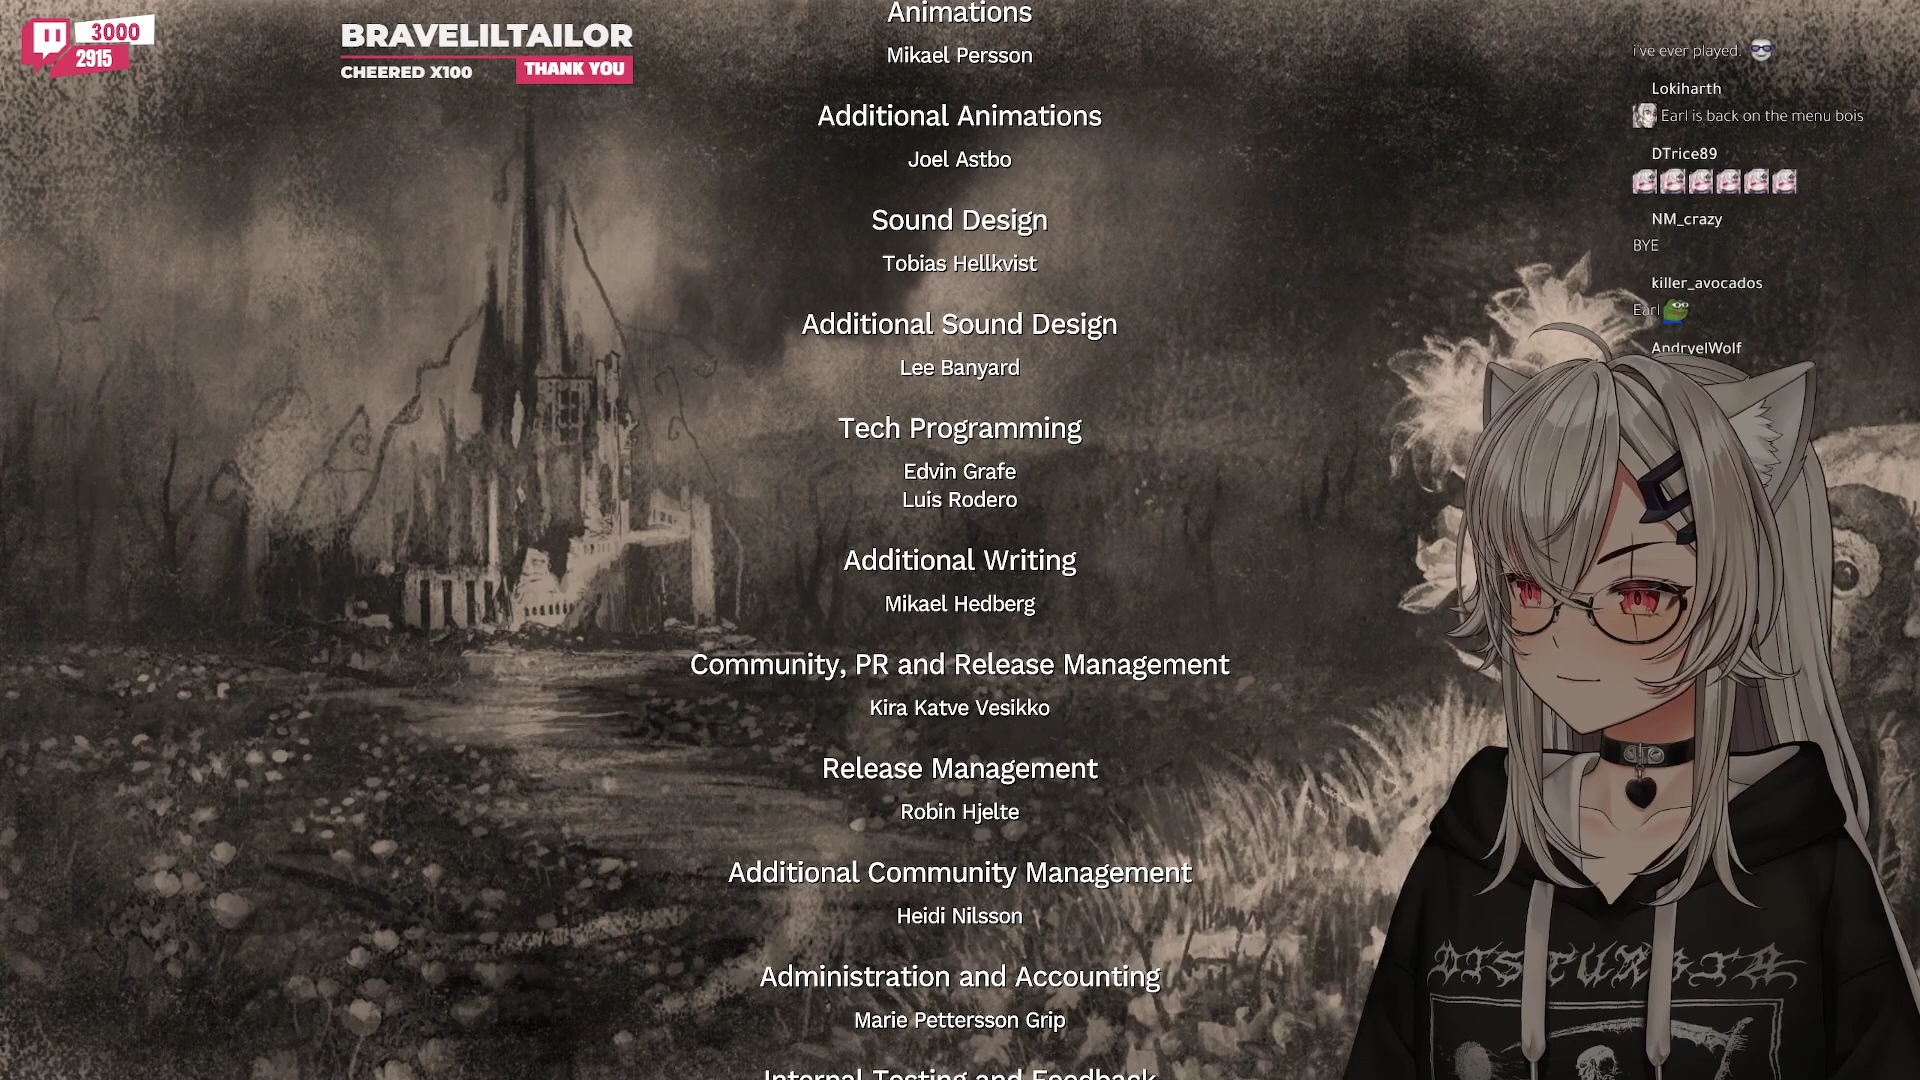 3000
2915
BRAVELILTAILOR
CHEERED X100
THANK YOU
Animations
Mikael Persson
Additional Animations
Joel Astbo
Sound Design
Tobias Hellkvist
Additional Sound Design
Lee Banyard
Tech Programming
Edvin Grafe
Luis Rodero
Additional Writing
Mikael Hedberg
Community, PR and Release Management
Kira Katve Vesikko
Release Management
Robin Hjelte
Additional Community Management
Heidi Nilsson
Administration and Accounting
Marie Pettersson Grip
Internal Testing and Feedback
i've ever played.
Lokiharth
Earl is back on the menu bois
DTrice89
NM_crazy
BYE
killer_avocados
Earl
AndryelWolf